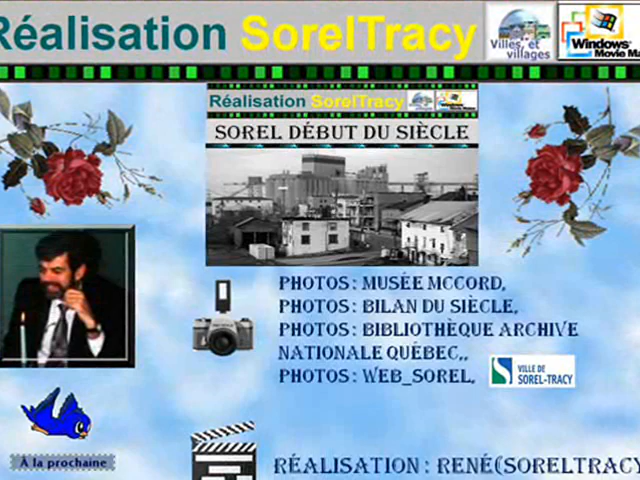 Réalisation SorelTracy
Villes et villages
Windows
Movie Ma
Réalisation SorelTracy
SOREL DÉBUT DU SIÈCLE
PHOTOS : MUSÉE MCCORD,
PHOTOS : BILAN DU SIÈCLE,
PHOTOS : BIBLIOTHÈQUE ARCHIVE
NATIONALE QUÉBEC,,
PHOTOS : WEB_SOREL,
VILLE DE
SOREL-TRACY
À la prochaine
RÉALISATION : RENÉ(SORELTRACY